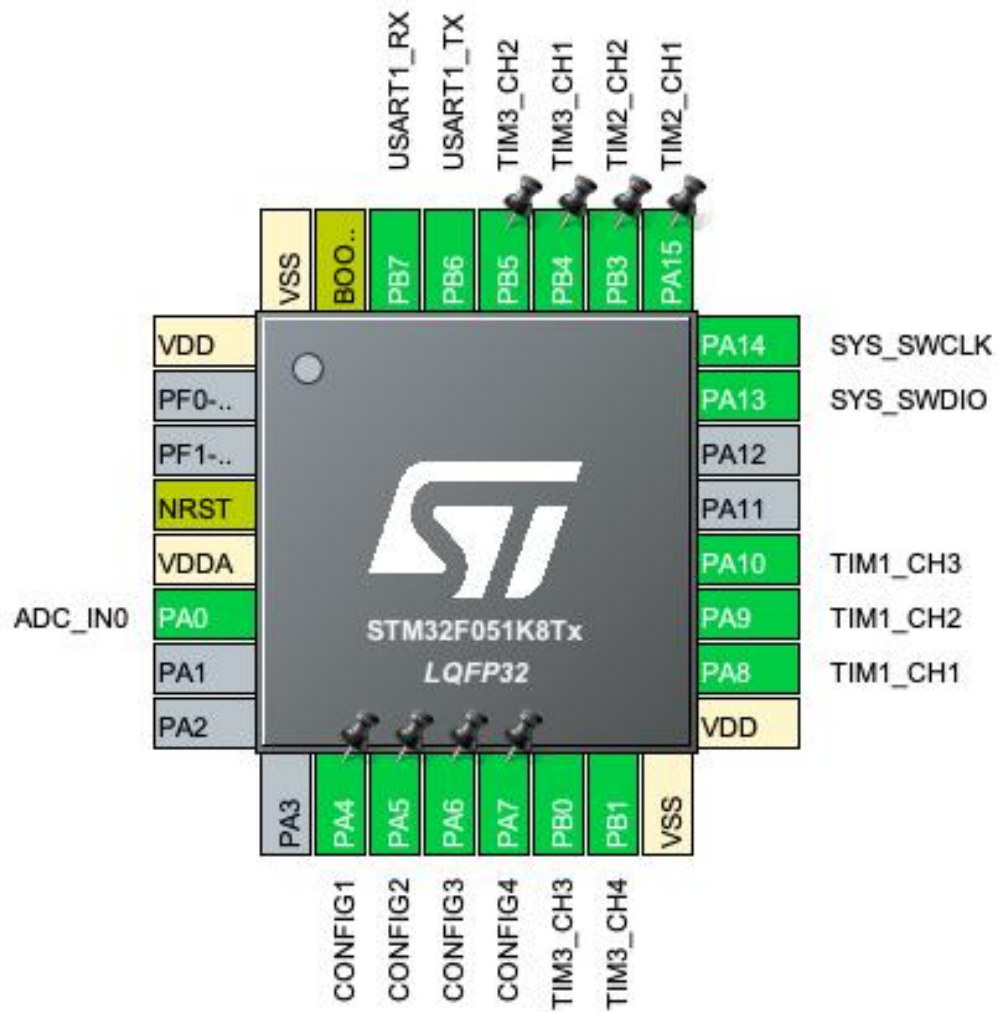 USART1_RX
USART1_TX
TIM3_CH2
TIM3_CH1
TIM2_CH2
TIM2_CH1
VSS
BOO..
PB7
PB6
PB5
PB4
PB3
PA15
VDD
PF0-..
PF1-..
NRST
VDDA
ADC_IN0 PA0
PA1
PA2
PA14 SYS_SWCLK
PA13 SYS_SWDIO
PA12
PA11
PA10 TIM1_CH3
PA9 TIM1_CH2
PA8 TIM1_CH1
VDD
ST
STM32F051K8Tx
LQFP32
PA3
PA4
PA5
PA6
PA7
PB0
PB1
VSS
CONFIG1
CONFIG2
CONFIG3
CONFIG4
TIM3_CH3
TIM3_CH4